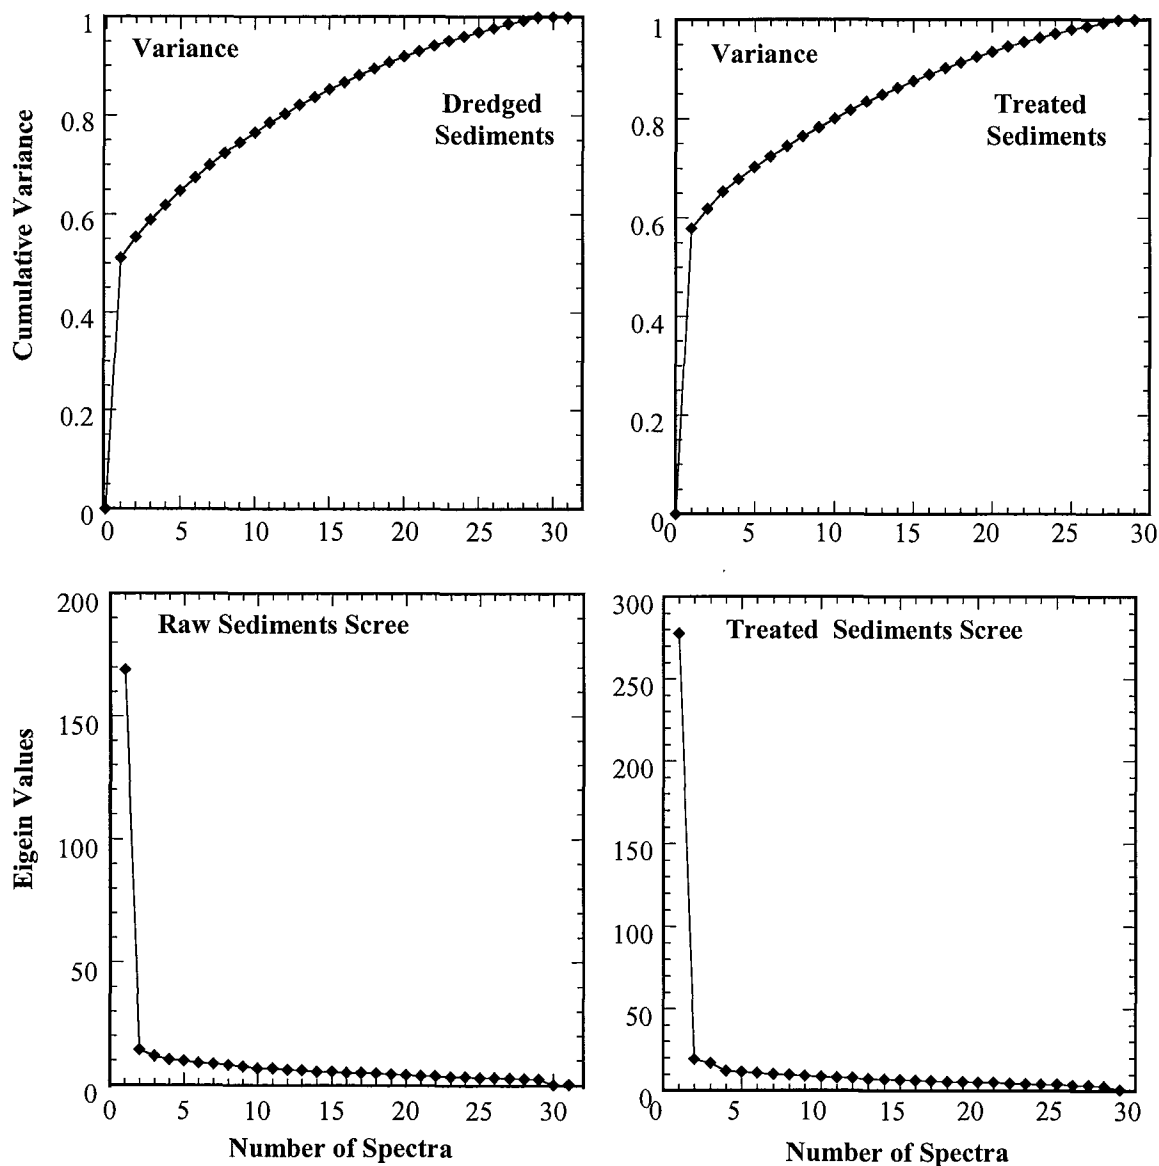 Variance
Dredged
Sediments
Cumulative Variance
1
0.8
0.6
0.4
0.2
0
0 5 10 15 20 25 30
Variance
Treated
Sediments
1
0.8
0.6
0.4
0.2
0
0 5 10 15 20 25 30
Raw Sediments Scree
Eigein Values
200
150
100
50
0
0 5 10 15 20 25 30
Number of Spectra
Treated Sediments Scree
300
250
200
150
100
50
0
0 5 10 15 20 25 30
Number of Spectra